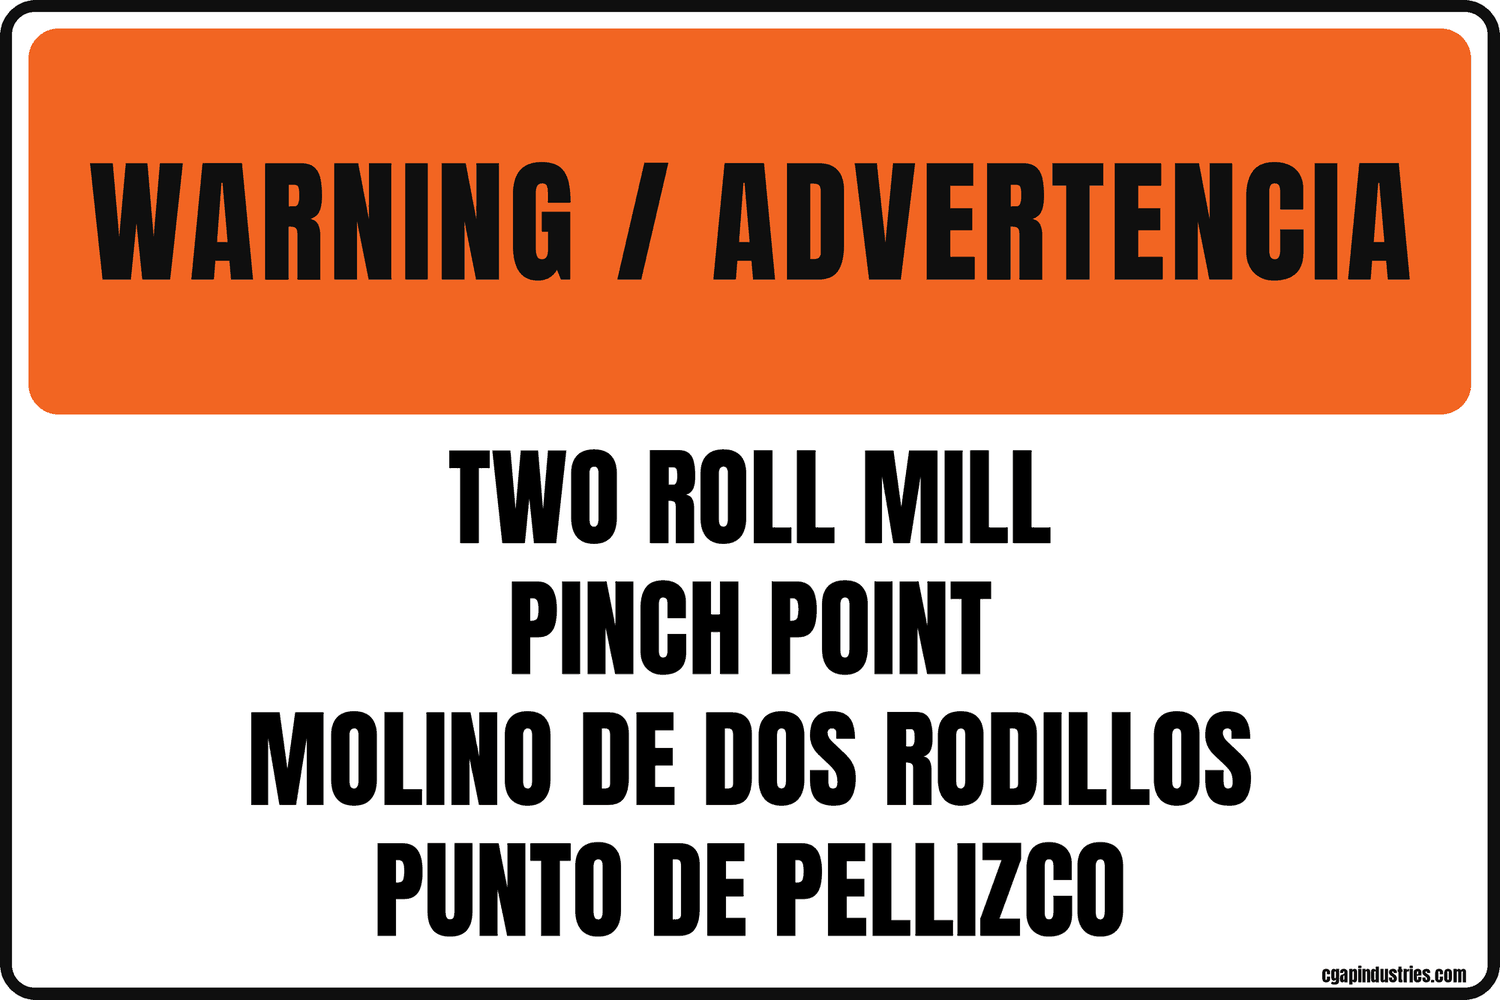 WARNING / ADVERTENCIA
TWO ROLL MILL
PINCH POINT
MOLINO DE DOS RODILLOS
PUNTO DE PELLIZCO
cgapindustries.com